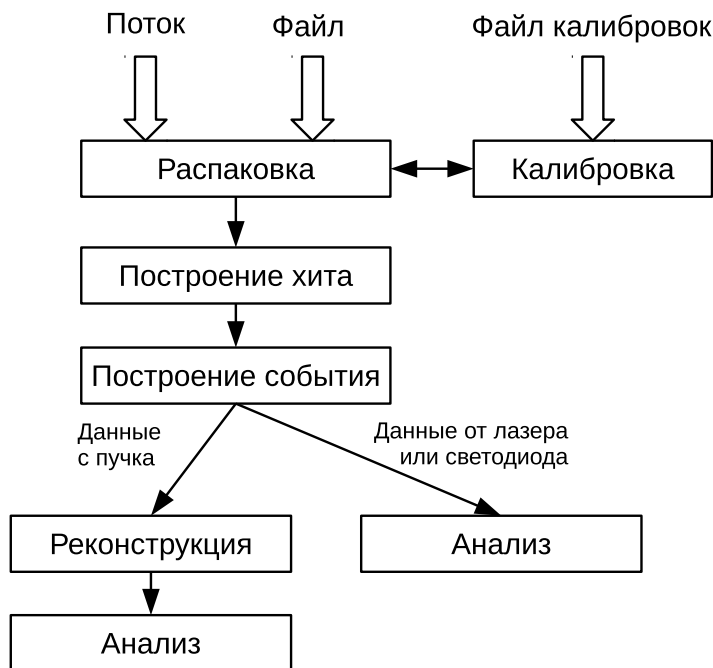 Поток
Файл
Файл калибровок
Распаковка
Калибровка
Построение хита
Построение события
Данные
с пучка
Данные от лазера
или светодиода
Реконструкция
Анализ
Анализ